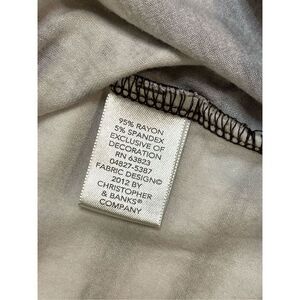 95% RAYON
5% SPANDEX
EXCLUSIVE OF
DECORATION
RN 63823
04827-5387
FABRIC DESIGN©
2012 BY
CHRISTOPHER
& BANKS®
COMPANY